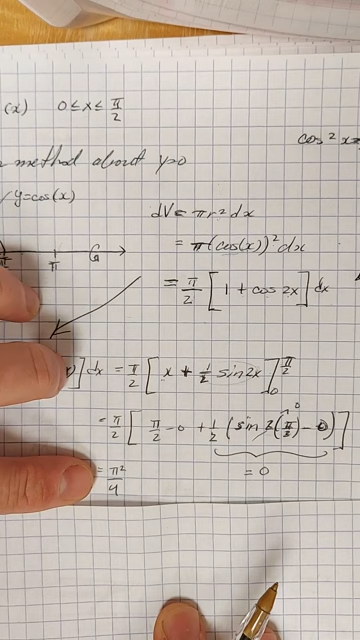 (x) 0 ≤ x ≤ π/2
cos² x =
method about y=0
y=cos(x)
dV = πr² dx
π
= π(cos(x))² dx
= π/2 [1 + cos 2x] dx
)] dx = π/2 [x + 1/2 sin 2x]₀^(π/2)
= π/2 [π/2 - 0 + 1/2 (sin 2(π/2) - 0)]
0
= 0
= π²/4